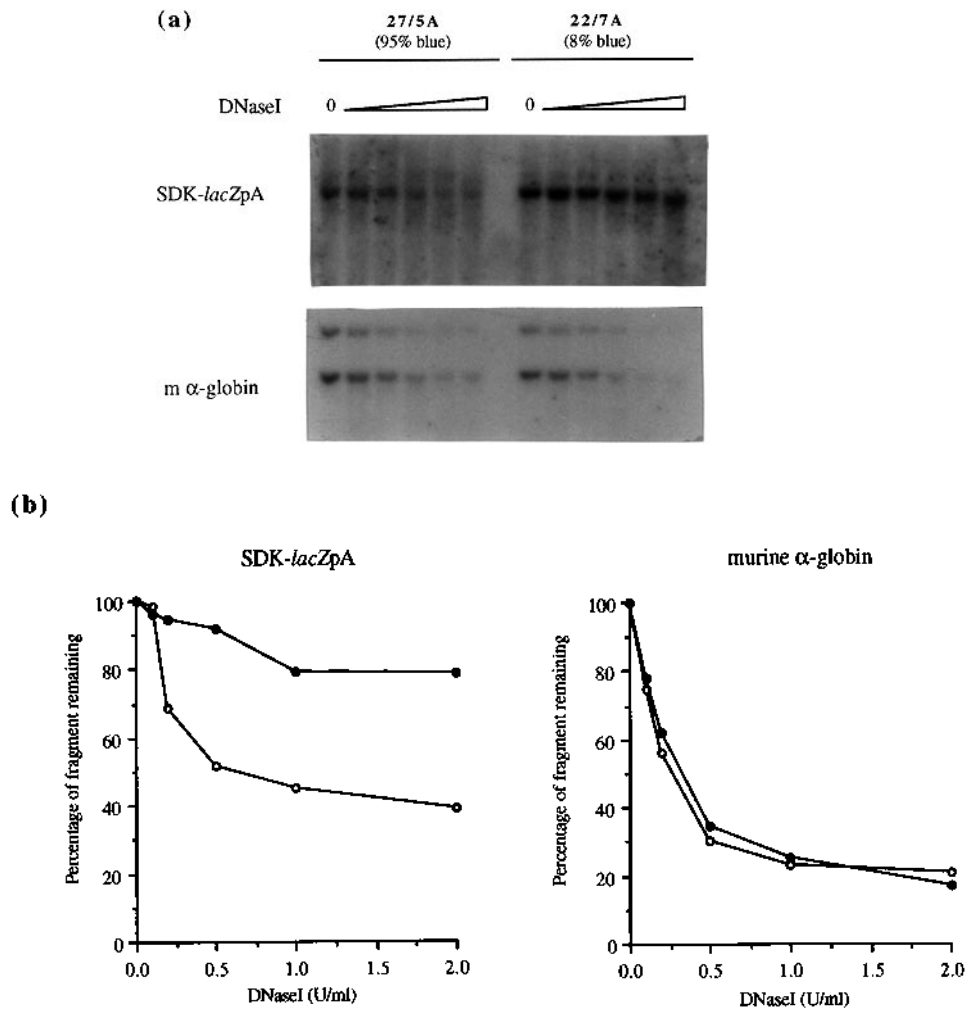 (a)
27/5A 22/7A
(95% blue) (8% blue)
DNaseI 0 0
SDK-lacZpA
m α-globin
(b)
SDK-lacZpA
Percentage of fragment remaining
100
80
60
40
20
0
0.0 0.5 1.0 1.5 2.0
DNaseI (U/ml)
murine α-globin
Percentage of fragment remaining
100
80
60
40
20
0
0.0 0.5 1.0 1.5 2.0
DNaseI (U/ml)